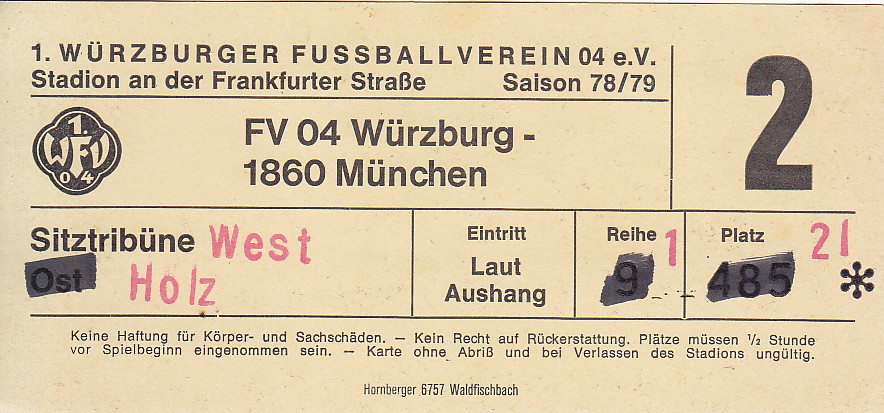 1. WÜRZBURGER FUSSBALLVEREIN 04 e.V.
Stadion an der Frankfurter Straße Saison 78/79
2
1.
WFV
04
FV 04 Würzburg -
1860 München
Sitztribüne West
Ost Holz
Eintritt
Laut
Aushang
Reihe 1
9
Platz 21
485 *
Keine Haftung für Körper- und Sachschäden. — Kein Recht auf Rückerstattung. Plätze müssen ½ Stunde
vor Spielbeginn eingenommen sein. — Karte ohne Abriß und bei Verlassen des Stadions ungültig.
Hornberger 6757 Waldfischbach